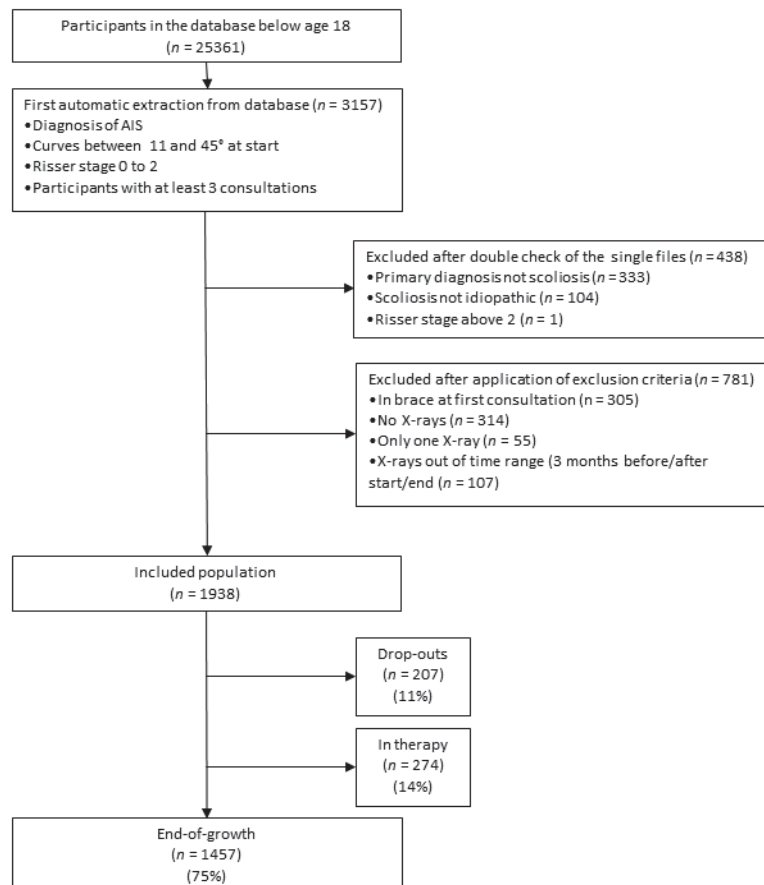 Participants in the database below age 18
(n = 25361)
First automatic extraction from database (n = 3157)
•Diagnosis of AIS
•Curves between 11 and 45° at start
•Risser stage 0 to 2
•Participants with at least 3 consultations
Excluded after double check of the single files (n = 438)
•Primary diagnosis not scoliosis (n = 333)
•Scoliosis not idiopathic (n = 104)
•Risser stage above 2 (n = 1)
Excluded after application of exclusion criteria (n = 781)
•In brace at first consultation (n = 305)
•No X-rays (n = 314)
•Only one X-ray (n = 55)
•X-rays out of time range (3 months before/after
start/end (n = 107)
Included population
(n = 1938)
Drop-outs
(n = 207)
(11%)
In therapy
(n = 274)
(14%)
End-of-growth
(n = 1457)
(75%)